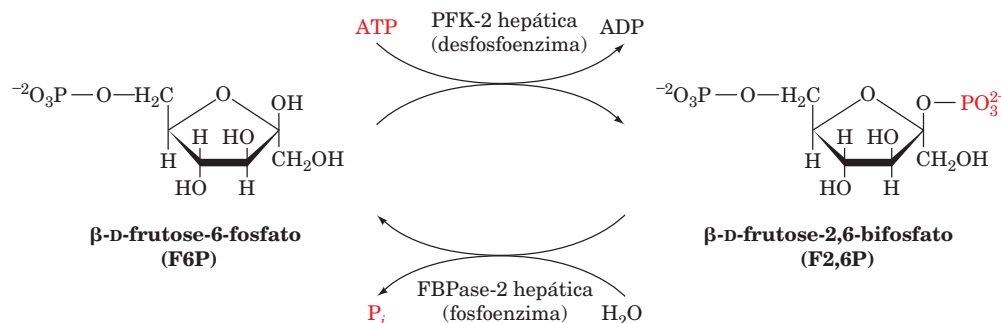 ATP PFK-2 hepática ADP
(desfosfoenzima)
⁻²O₃P—O—H₂C O OH
H HO
H CH₂OH
HO H
β-D-frutose-6-fosfato
(F6P)
⁻²O₃P—O—H₂C O O—PO₃²⁻
H HO
H CH₂OH
HO H
β-D-frutose-2,6-bifosfato
(F2,6P)
FBPase-2 hepática
Pᵢ (fosfoenzima) H₂O